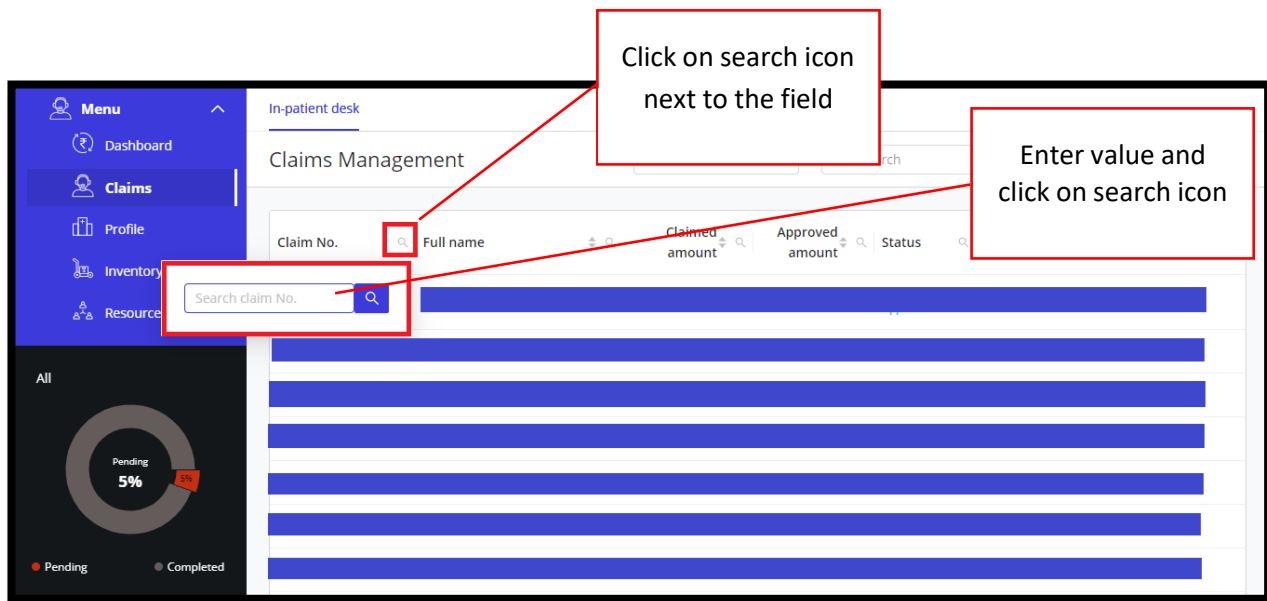 Click on search icon
next to the field
Enter value and
click on search icon
Menu
Dashboard
Claims
Profile
Inventory
Resource
In-patient desk
Claims Management
Claim No.
Full name
Claimed
amount
Approved
amount
Status
Search claim No.
All
Pending
5%
5%
Pending
Completed